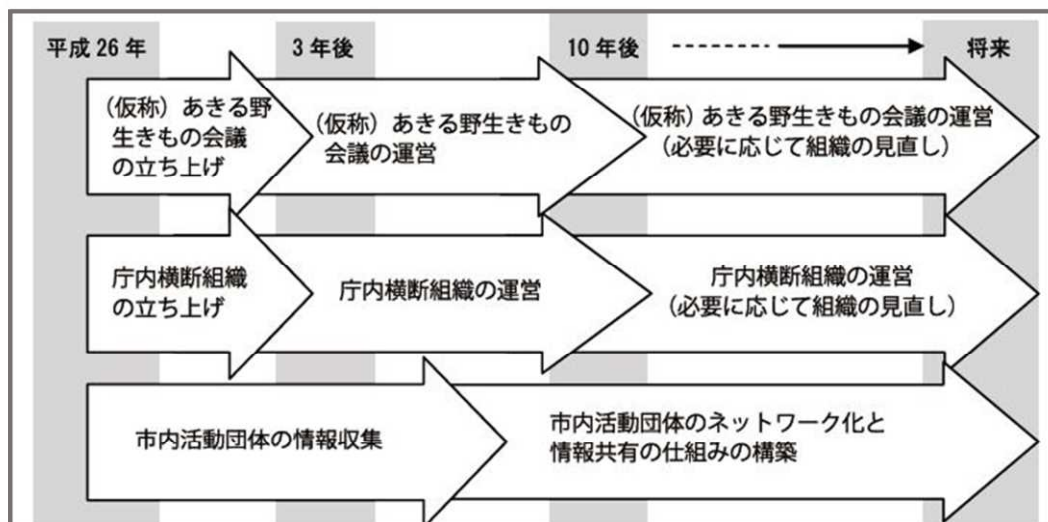 平成 26 年
3 年後
10 年後
将来
（仮称）あきる野
生きもの会議
の立ち上げ
（仮称）あきる野生きもの
会議の運営
（仮称）あきる野生きもの会議の運営
（必要に応じて組織の見直し）
庁内横断組織
の立ち上げ
庁内横断組織の運営
庁内横断組織の運営
（必要に応じて組織の見直し）
市内活動団体の情報収集
市内活動団体のネットワーク化と
情報共有の仕組みの構築